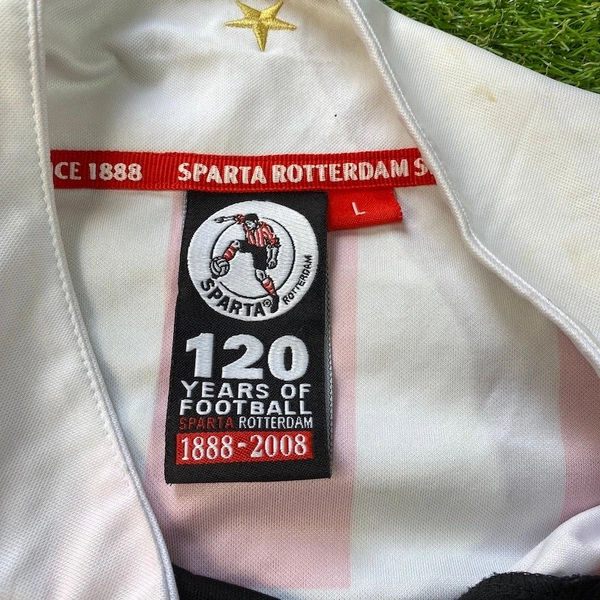 CE 1888 SPARTA ROTTERDAM S
L
SPARTA® ROTTERDAM
120
YEARS OF
FOOTBALL
SPARTA ROTTERDAM
1888-2008